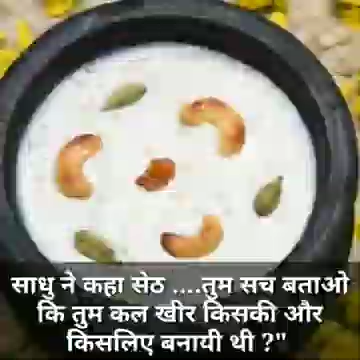 साधु ने कहा सेठ ....तुम सच बताओ
कि तुम कल खीर किसकी और
किसलिए बनायी थी ?"